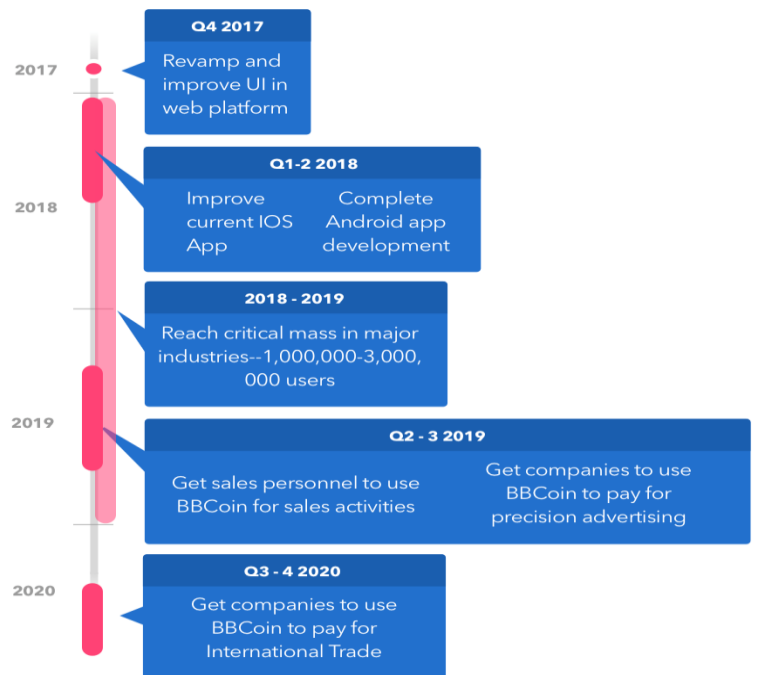 2017
Q4 2017
Revamp and
improve UI in
web platform
2018
Q1-2 2018
Improve
current IOS
App
Complete
Android app
development
2018 - 2019
Reach critical mass in major
industries--1,000,000-3,000,
000 users
2019
Q2 - 3 2019
Get sales personnel to use
BBCoin for sales activities
Get companies to use
BBCoin to pay for
precision advertising
2020
Q3 - 4 2020
Get companies to use
BBCoin to pay for
International Trade